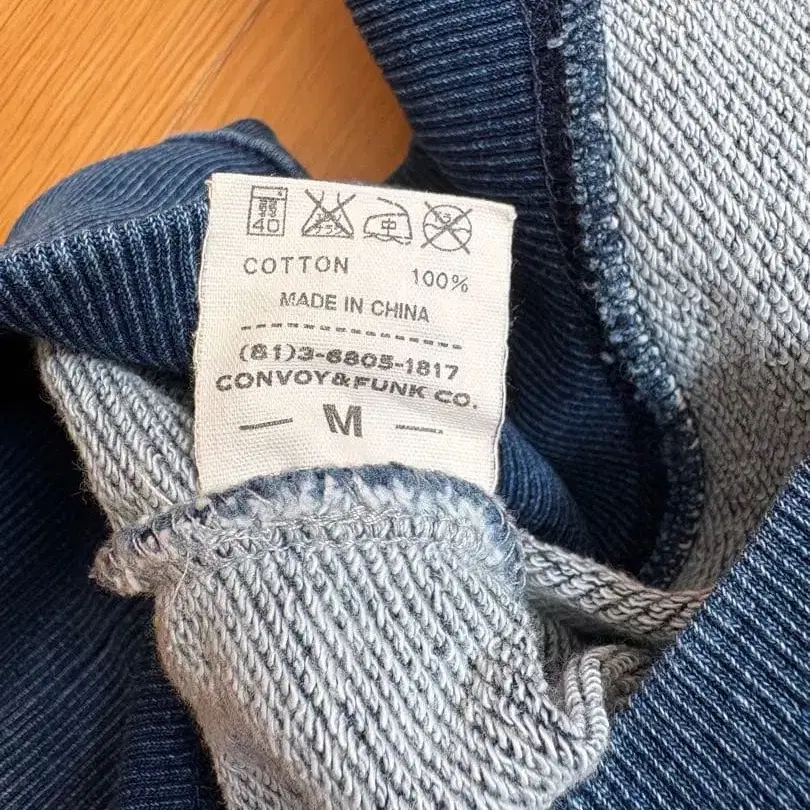 40
COTTON 100%
MADE IN CHINA
(81)3-6805-1817
CONVOY&FUNK CO.
M